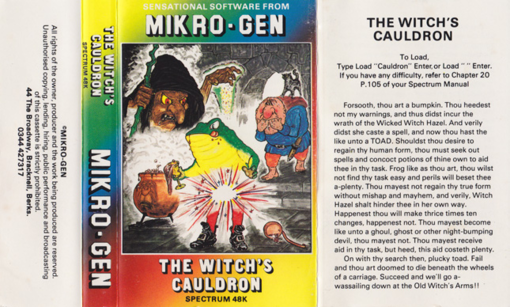 All rights of the owner, producer and the work being produced are reserved.
Unauthorised copying, lending, hiring, public performance and broadcasting
of this cassette is strictly prohibited.
©MIKRO-GEN
44 The Broadway, Bracknell, Berks.
0344 427317
THE WITCH'S
CAULDRON
SPECTRUM 48K
MIKRO-GEN
SENSATIONAL SOFTWARE FROM
MIKRO-GEN
THE WITCH'S
CAULDRON
SPECTRUM 48K
THE WITCH'S
CAULDRON
To Load,
Type Load "Cauldron" Enter, or Load " " Enter.
If you have any difficulty, refer to Chapter 20
P.105 of your Spectrum Manual
Forsooth, thou art a bumpkin. Thou heedest
not my warnings, and thus didst incur the
wrath of the Wicked Witch Hazel. And verily
didst she caste a spell, and now thou hast the
like unto a TOAD. Shouldst thou desire to
regain thy human form, thou must seek out
spells and concoct potions of thine own to aid
thee in thy task. Frog like as thou art, thou wilst
not find thy task easy and perils will beset thee
a-plenty. Thou mayest not regain thy true form
without mishap and mayhem, and verily, Witch
Hazel shalt hinder thee in her own way.
Happenest thou will make thrice times ten
changes, happenest not. Thou mayest become
like unto a ghoul, ghost or other night-bumping
devil, thou mayest not. Thou mayest receive
aid in thy task, but heed, this aid costeth plenty.
On with thy search then, plucky toad. Fail
and thou art doomed to die beneath the wheels
of a carriage. Succeed and we'll go a-
wassailing down at the Old Witch's Arms!!